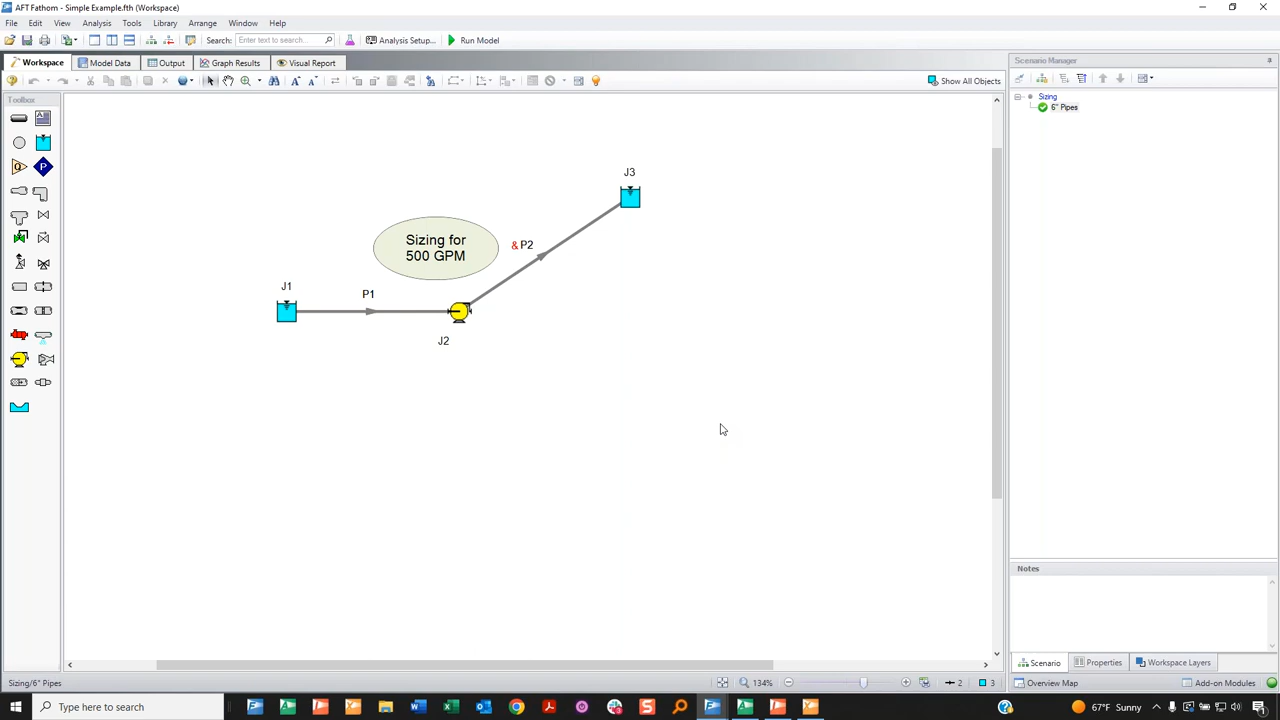 AFT Fathom - Simple Example.fth (Workspace)
File Edit View Analysis Tools Library Arrange Window Help
Search: Enter text to search.. Analysis Setup... Run Model
Workspace Model Data Output Graph Results Visual Report
Show All Objects
Toolbox
J3
Sizing for
500 GPM
& P2
J1
P1
J2
Scenario Manager
Sizing
6" Pipes
Notes
Scenario Properties Workspace Layers
Sizing/6" Pipes 134% 2 3 Overview Map Add-on Modules
Type here to search 67°F Sunny